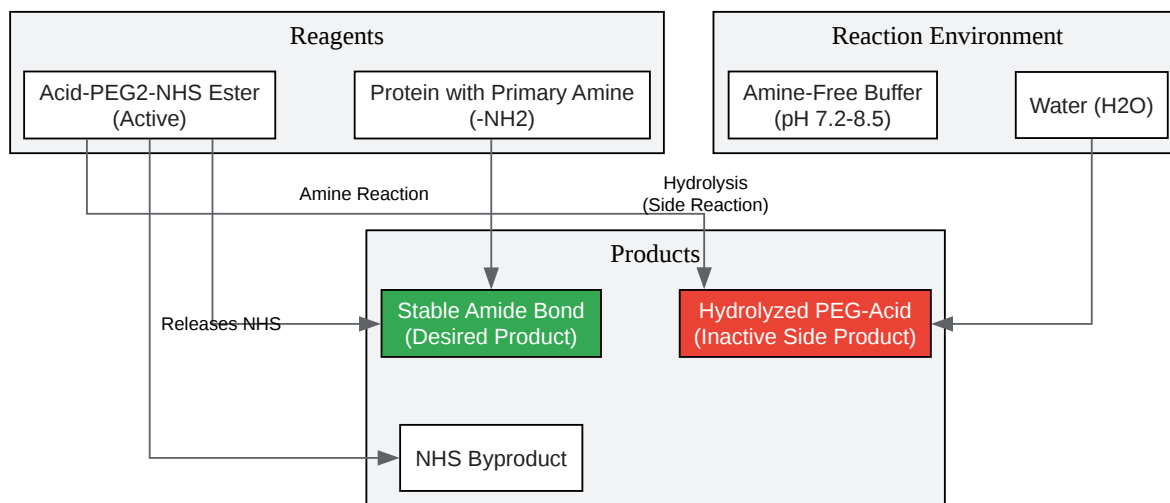 Reagents
Reaction Environment
Acid-PEG2-NHS Ester
(Active)
Protein with Primary Amine
(-NH2)
Amine-Free Buffer
(pH 7.2-8.5)
Water (H2O)
Amine Reaction
Hydrolysis
(Side Reaction)
Products
Releases NHS
Stable Amide Bond
(Desired Product)
Hydrolyzed PEG-Acid
(Inactive Side Product)
NHS Byproduct